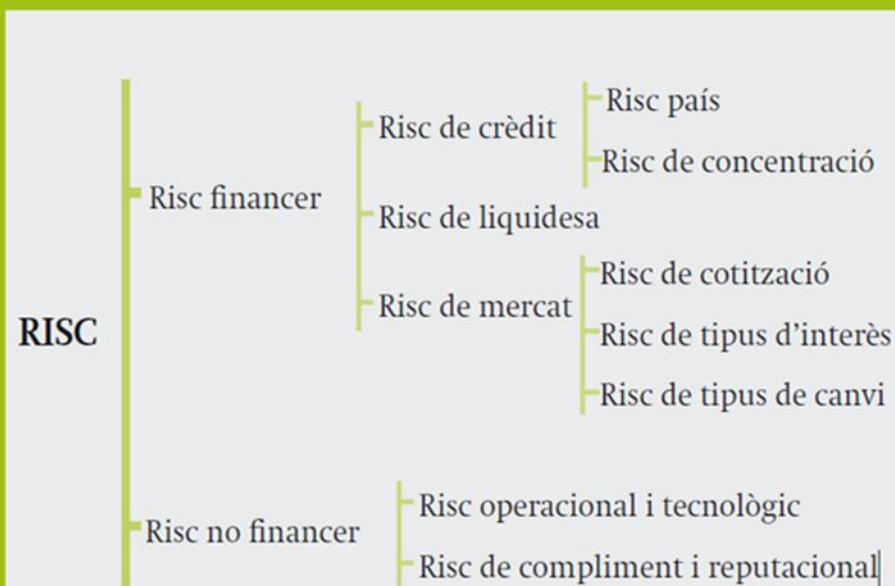 RISC
Risc financer
Risc de crèdit
Risc país
Risc de concentració
Risc de liquidesa
Risc de mercat
Risc de cotització
Risc de tipus d’interès
Risc de tipus de canvi
Risc no financer
Risc operacional i tecnològic
Risc de compliment i reputacional